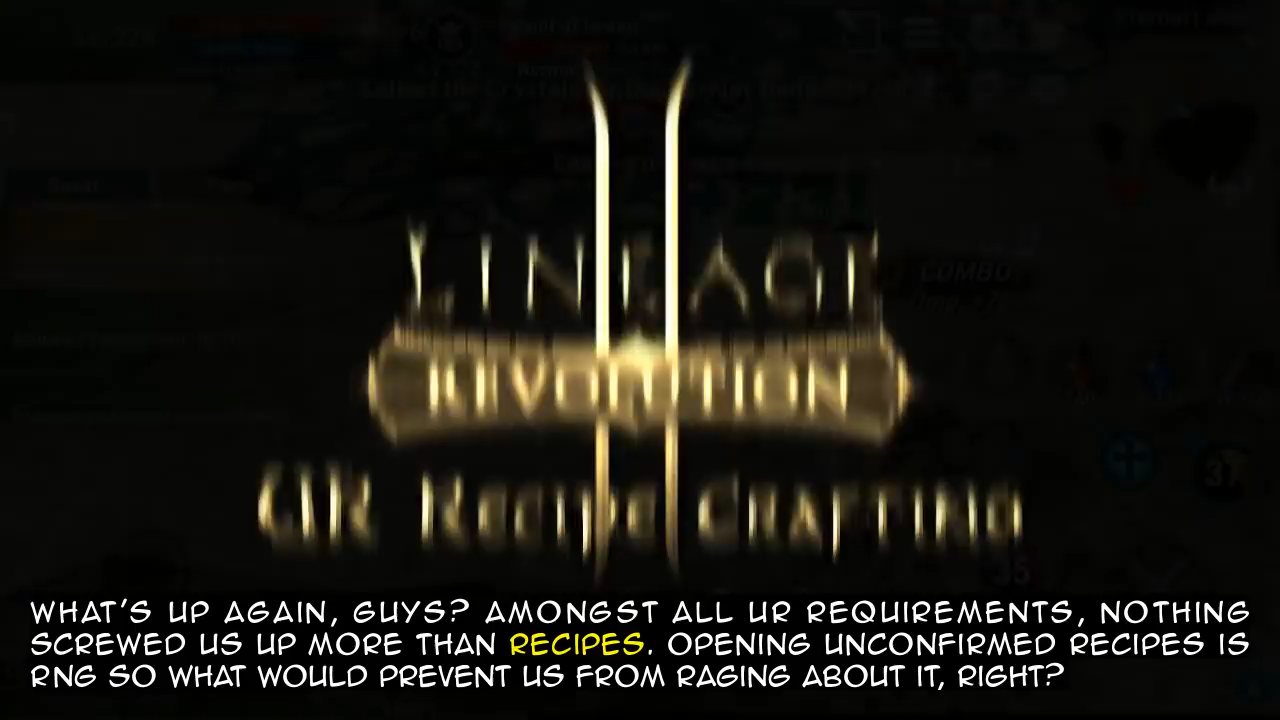 LINEAGE
II
REVOLUTION
UR Recipe Crafting
COMBO
WHAT'S UP AGAIN, GUYS? AMONGST ALL UR REQUIREMENTS, NOTHING
SCREWED US UP MORE THAN RECIPES. OPENING UNCONFIRMED RECIPES IS
RNG SO WHAT WOULD PREVENT US FROM RAGING ABOUT IT, RIGHT?